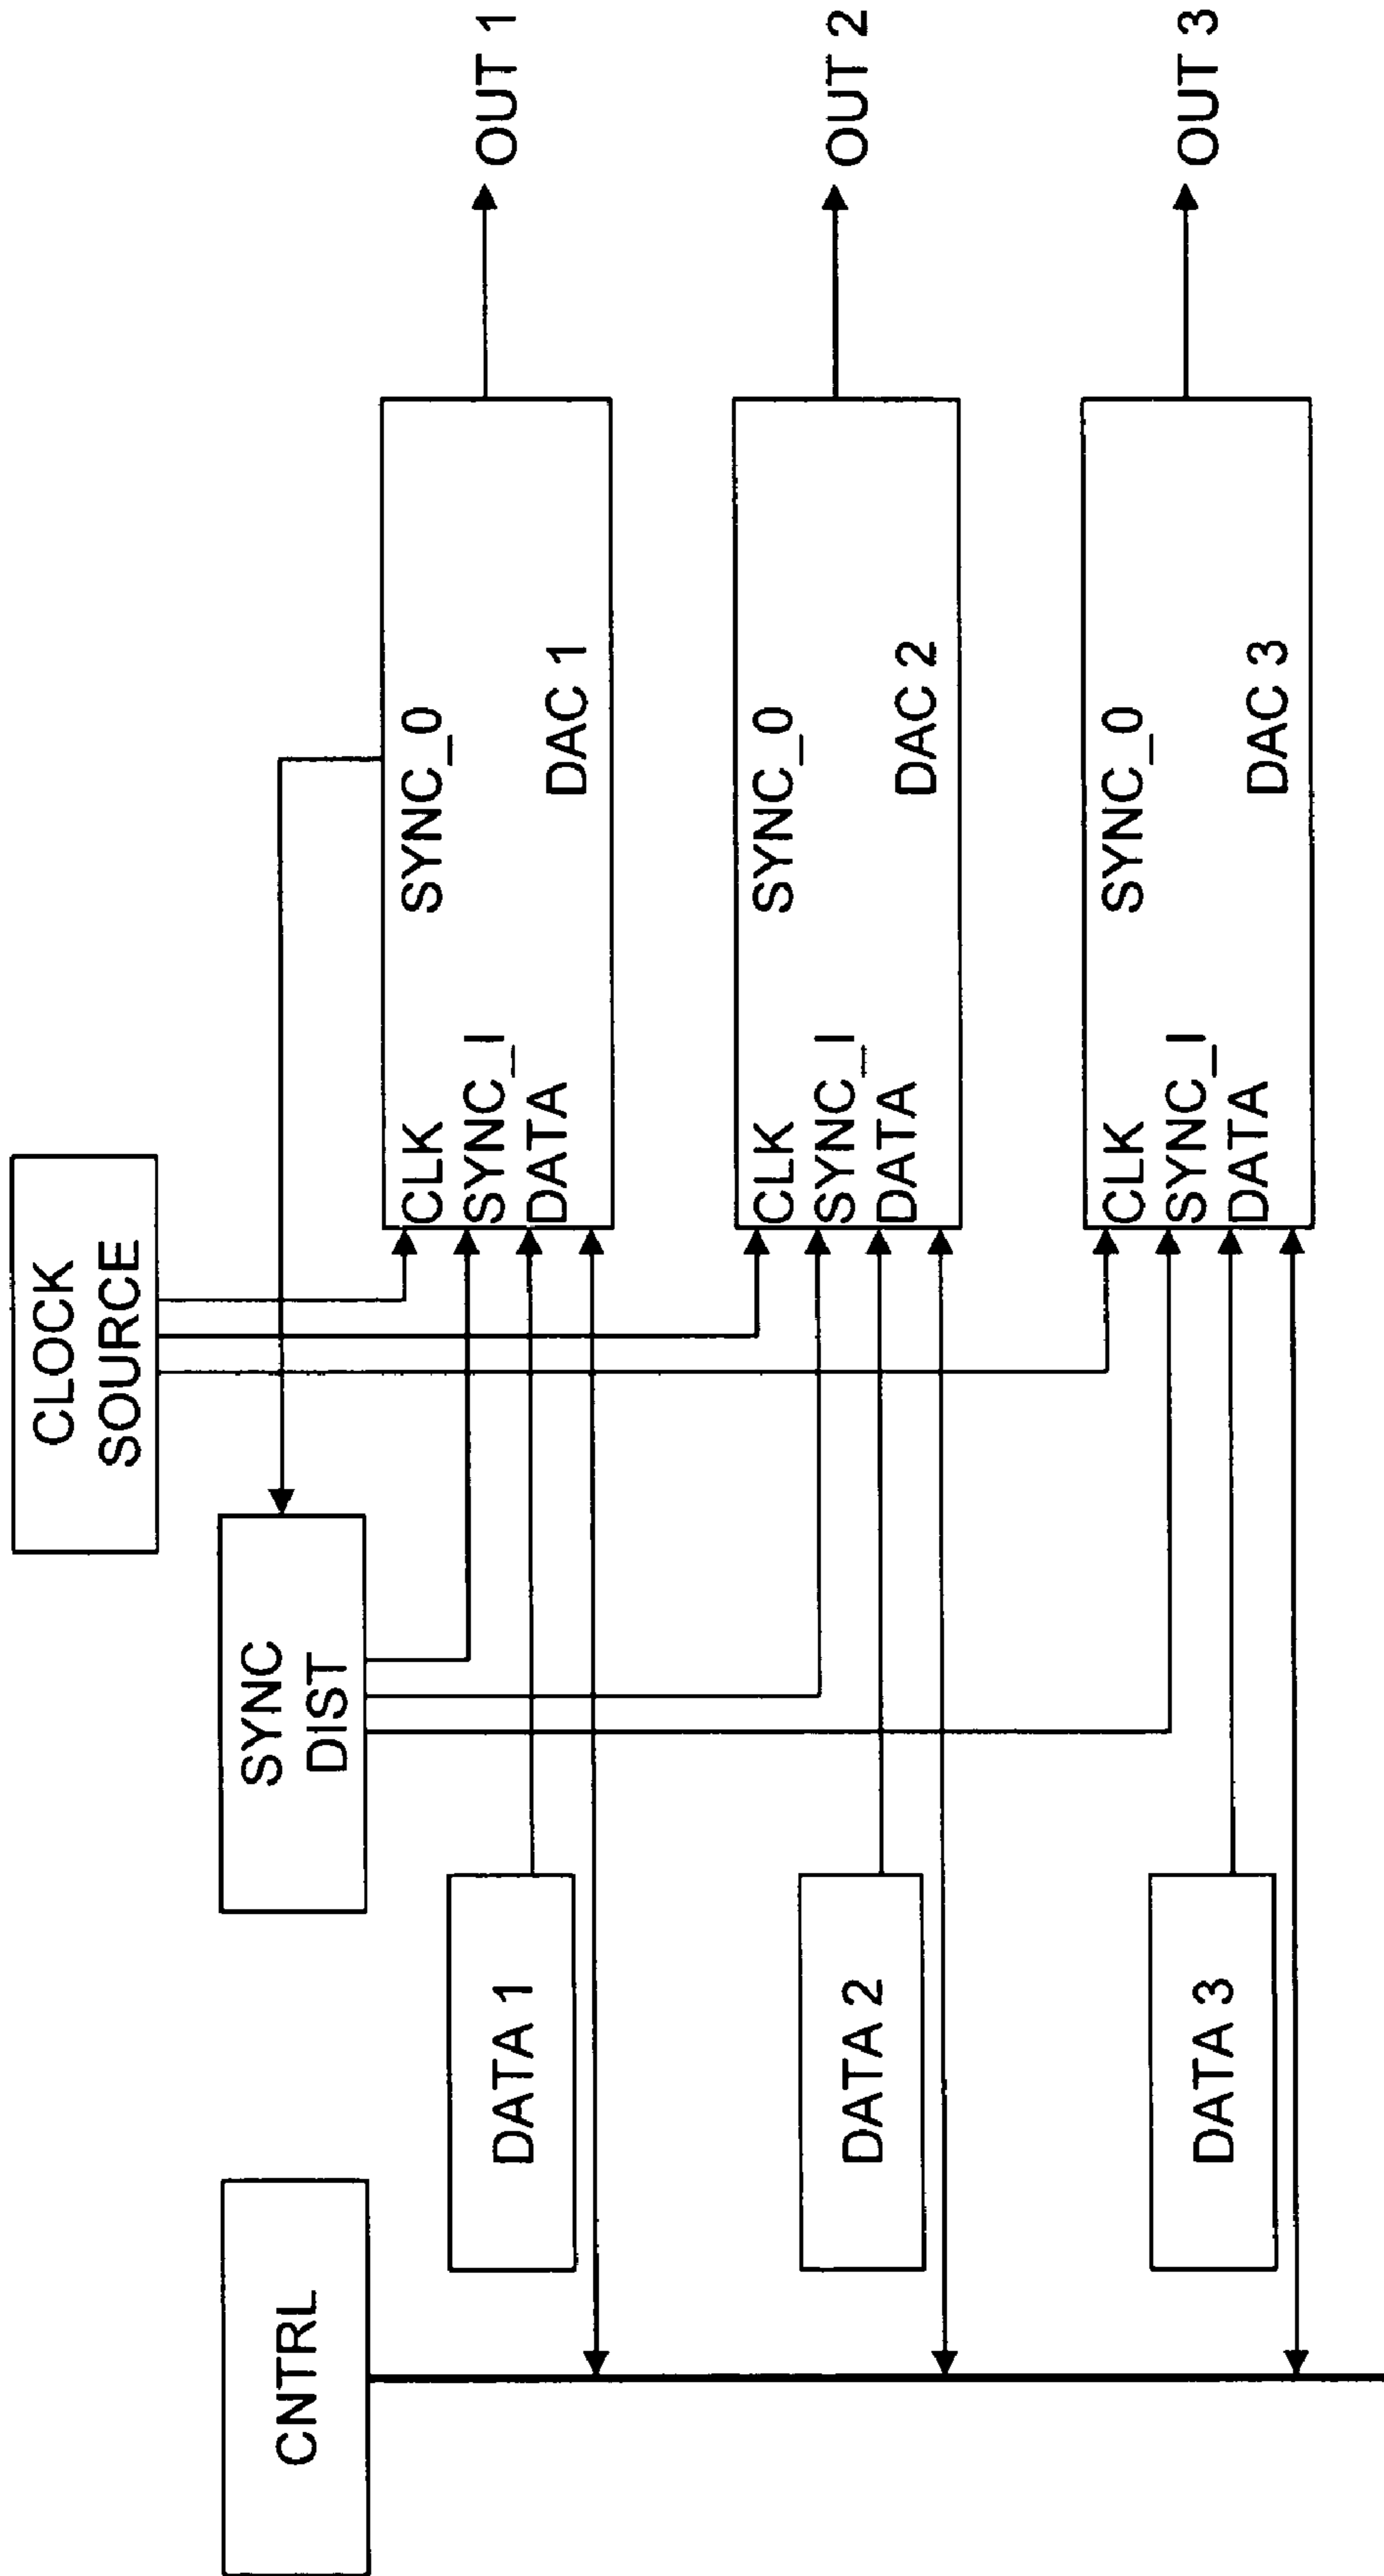 CLOCK
SOURCE
SYNC
DIST
CNTRL
DATA 1
CLK
SYNC_I
DATA
SYNC_0
DAC 1
OUT 1
DATA 2
CLK
SYNC_I
DATA
SYNC_0
DAC 2
OUT 2
DATA 3
CLK
SYNC_I
DATA
SYNC_0
DAC 3
OUT 3